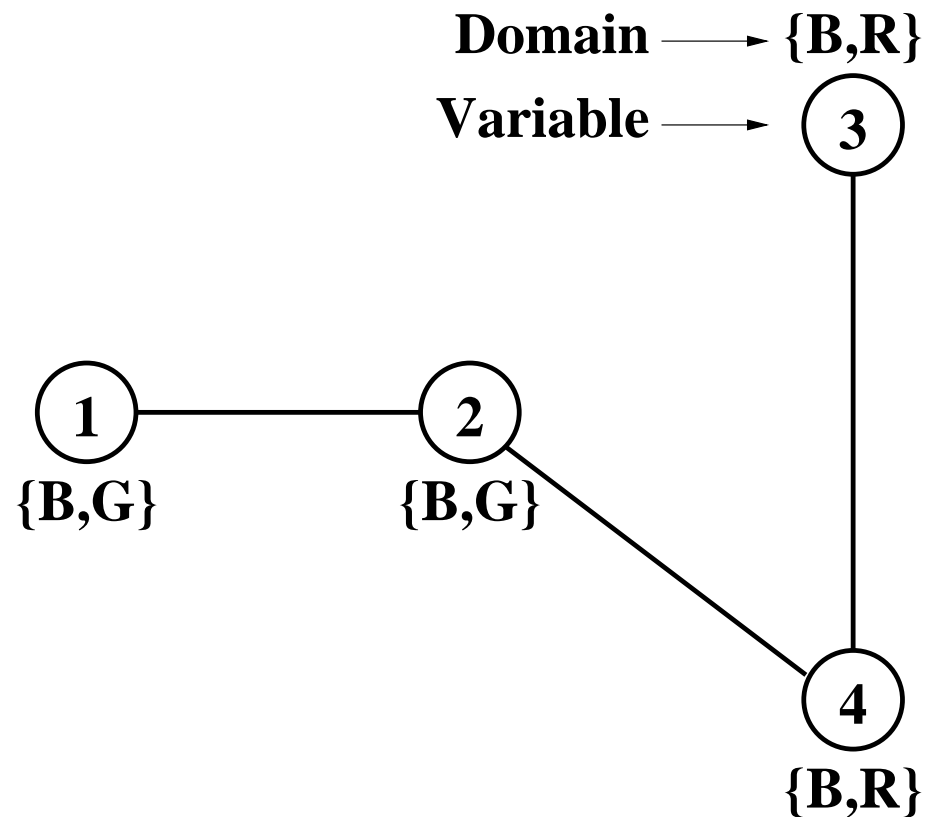 Domain {B,R}
Variable 3
1 2
{B,G} {B,G}
4
{B,R}